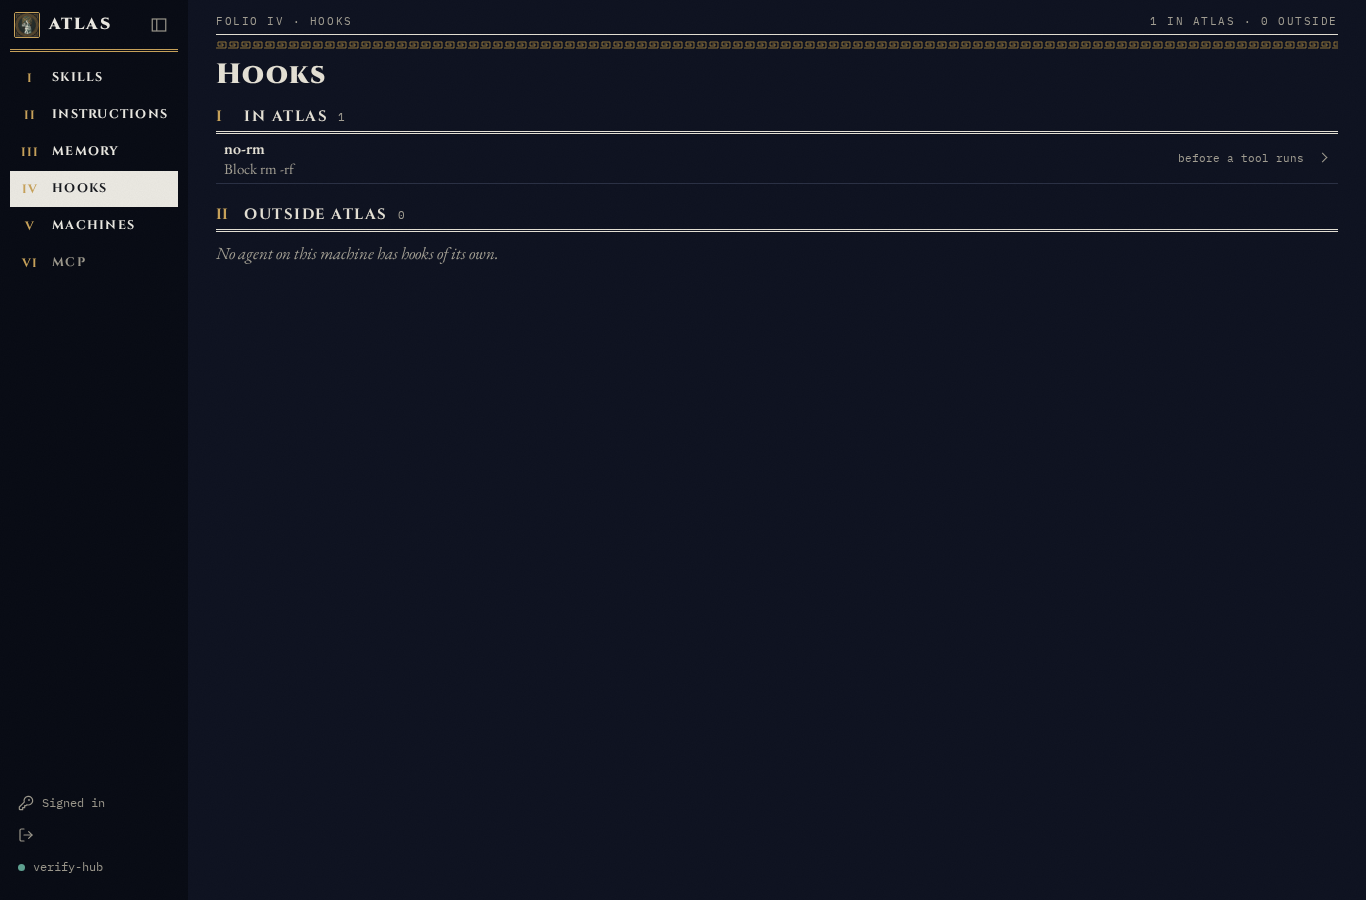 ATLAS
I SKILLS
II INSTRUCTIONS
III MEMORY
IV HOOKS
V MACHINES
VI MCP
Signed in
verify-hub
FOLIO IV · HOOKS
1 IN ATLAS · 0 OUTSIDE
Hooks
I IN ATLAS 1
no-rm
Block rm -rf
before a tool runs
II OUTSIDE ATLAS 0
No agent on this machine has hooks of its own.